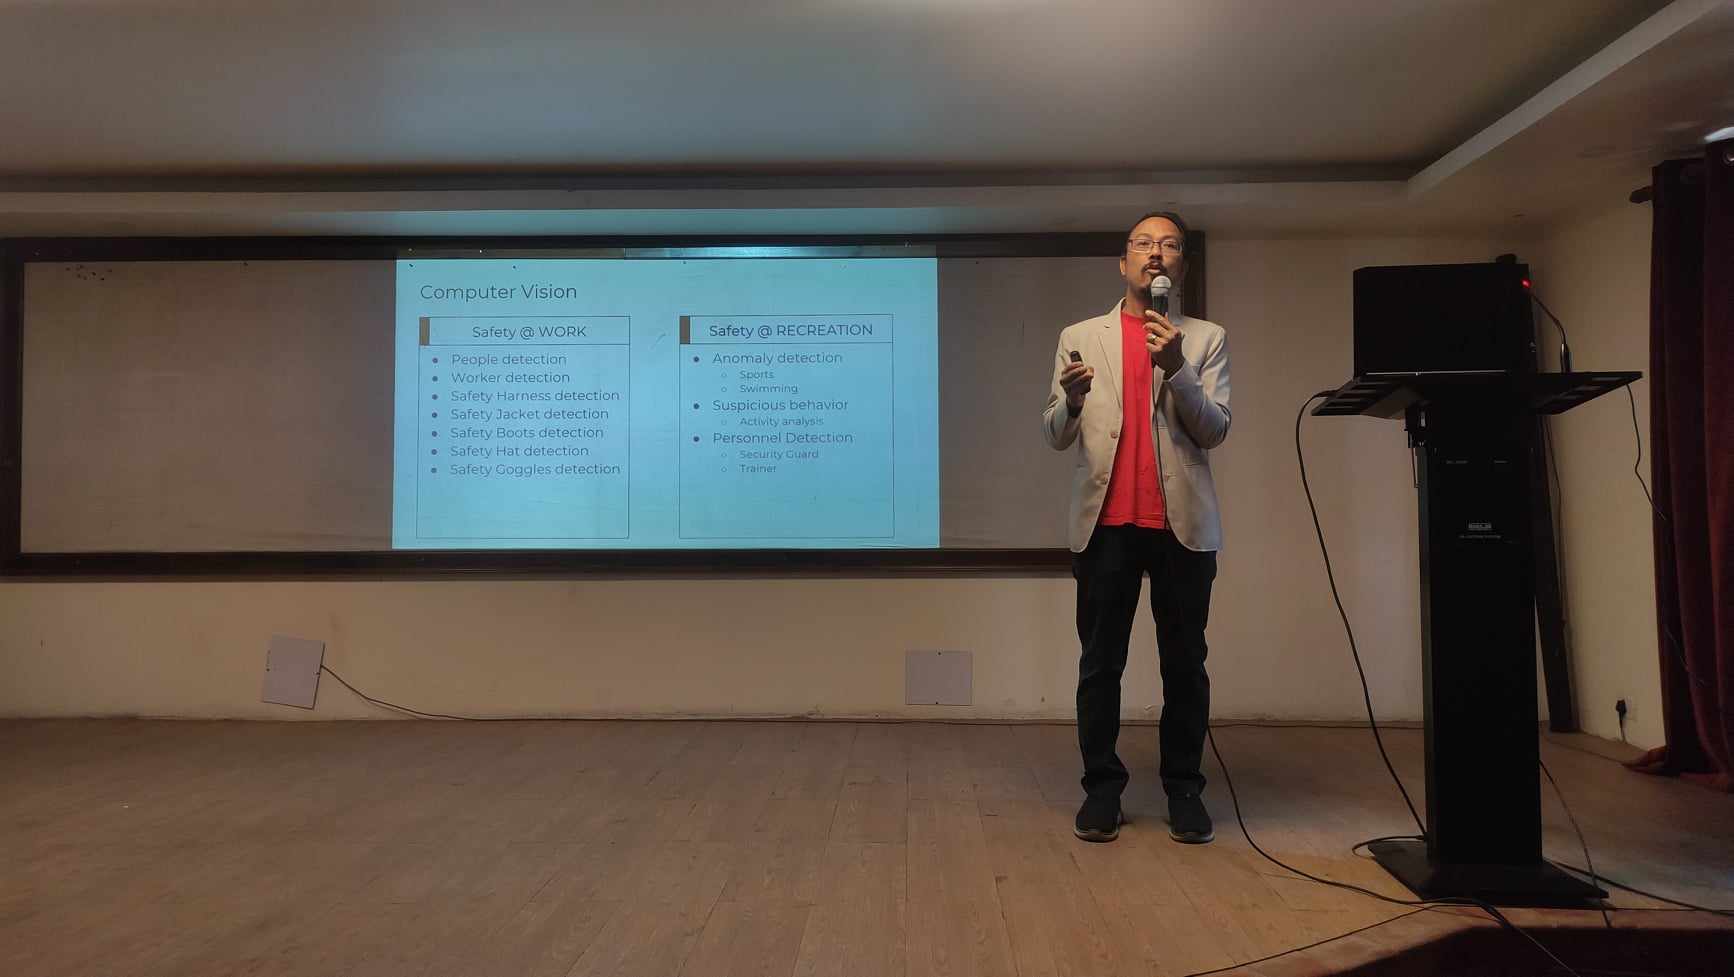 Computer Vision
Safety @ WORK
● People detection
● Worker detection
● Safety Harness detection
● Safety Jacket detection
● Safety Boots detection
● Safety Hat detection
● Safety Goggles detection
Safety @ RECREATION
● Anomaly detection
○ Sports
○ Swimming
● Suspicious behavior
○ Activity analysis
● Personnel Detection
○ Security Guard
○ Trainer